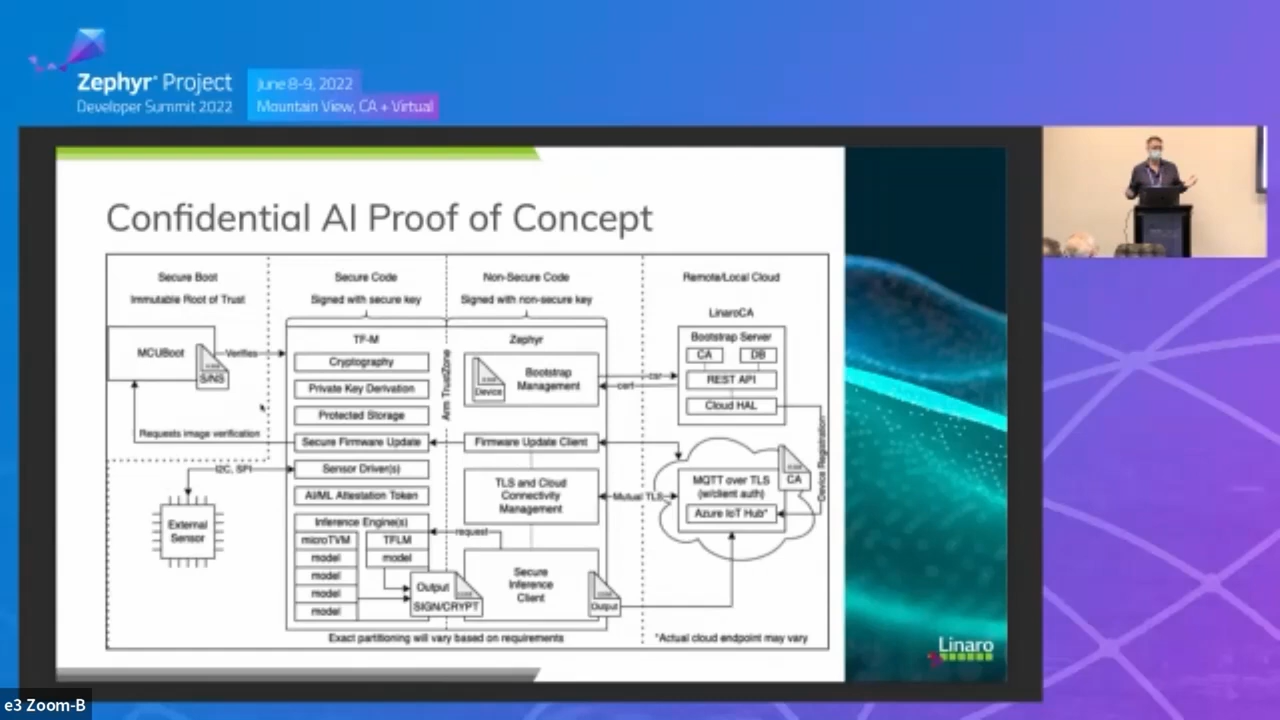 Zephyr® Project
Developer Summit 2022
June 8-9, 2022
Mountain View, CA + Virtual
Confidential AI Proof of Concept
Secure Boot
Immutable Root of Trust
Secure Code
Signed with secure key
Non-Secure Code
Signed with non-secure key
Remote/Local Cloud
LinaroCA
MCUBoot
S/NS
Verifies
Requests image verification
I2C, SPI
External
Sensor
TF-M
Cryptography
Private Key Derivation
Protected Storage
Secure Firmware Update
Sensor Driver(s)
AI/ML Attestation Token
Inference Engine(s)
microTVM
model
model
model
model
TFLM
model
Output
SIGN/CRYPT
Arm TrustZone
Zephyr
Device
Bootstrap
Management
Firmware Update Client
TLS and Cloud
Connectivity
Management
request
Secure
Inference
Client
Output
csr
cert
Mutual TLS
Bootstrap Server
CA
DB
REST API
Cloud HAL
Device Registration
MQTT over TLS
(w/client auth)
CA
Azure IoT Hub*
Exact partitioning will vary based on requirements
*Actual cloud endpoint may vary
Linaro
e3 Zoom-B